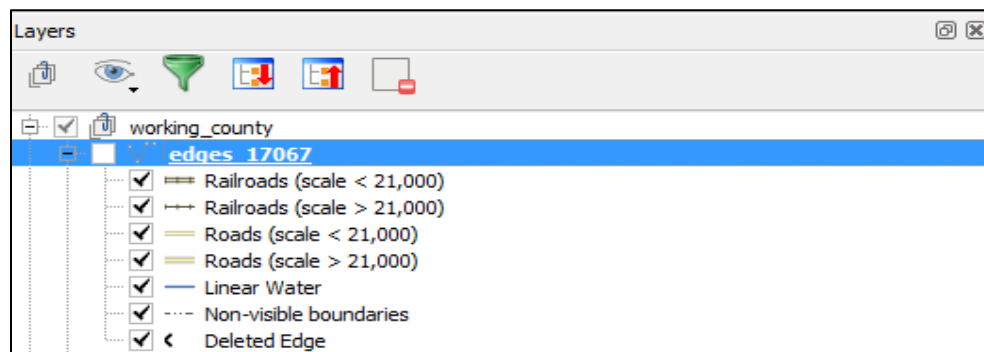 Layers
working_county
edges_17067
Railroads (scale < 21,000)
Railroads (scale > 21,000)
Roads (scale < 21,000)
Roads (scale > 21,000)
Linear Water
Non-visible boundaries
Deleted Edge